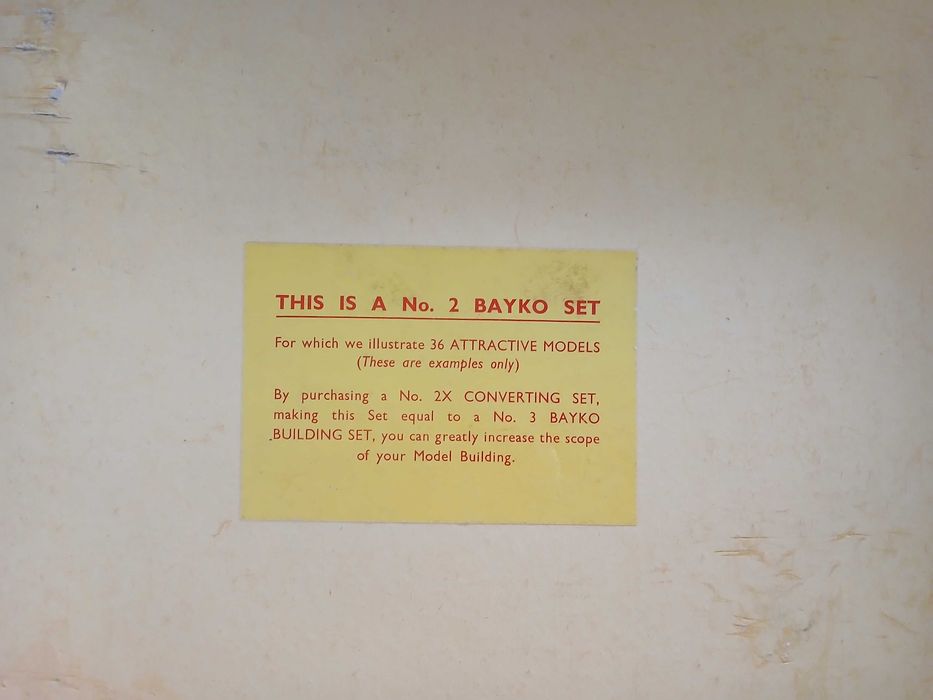 THIS IS A No. 2 BAYKO SET
For which we illustrate 36 ATTRACTIVE MODELS
(These are examples only)
By purchasing a No. 2X CONVERTING SET,
making this Set equal to a No. 3 BAYKO
BUILDING SET, you can greatly increase the scope
of your Model Building.